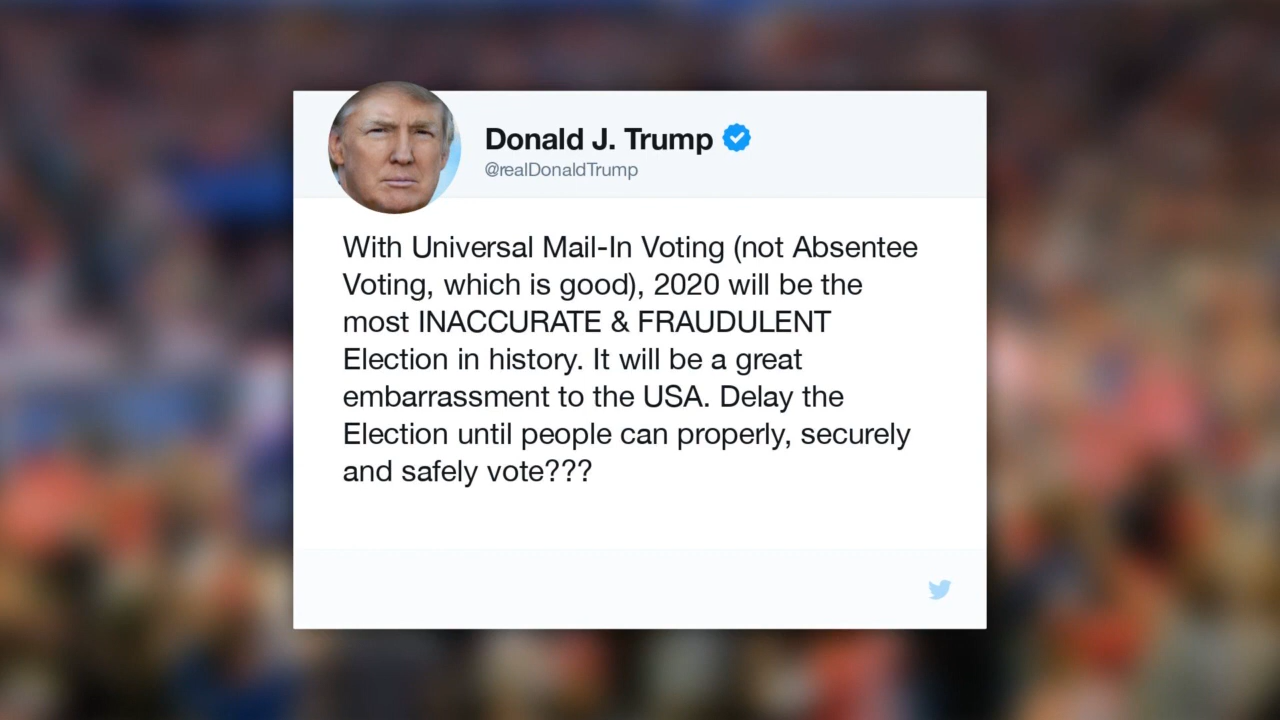 Donald J. Trump
@realDonaldTrump
With Universal Mail-In Voting (not Absentee
Voting, which is good), 2020 will be the
most INACCURATE & FRAUDULENT
Election in history. It will be a great
embarrassment to the USA. Delay the
Election until people can properly, securely
and safely vote???